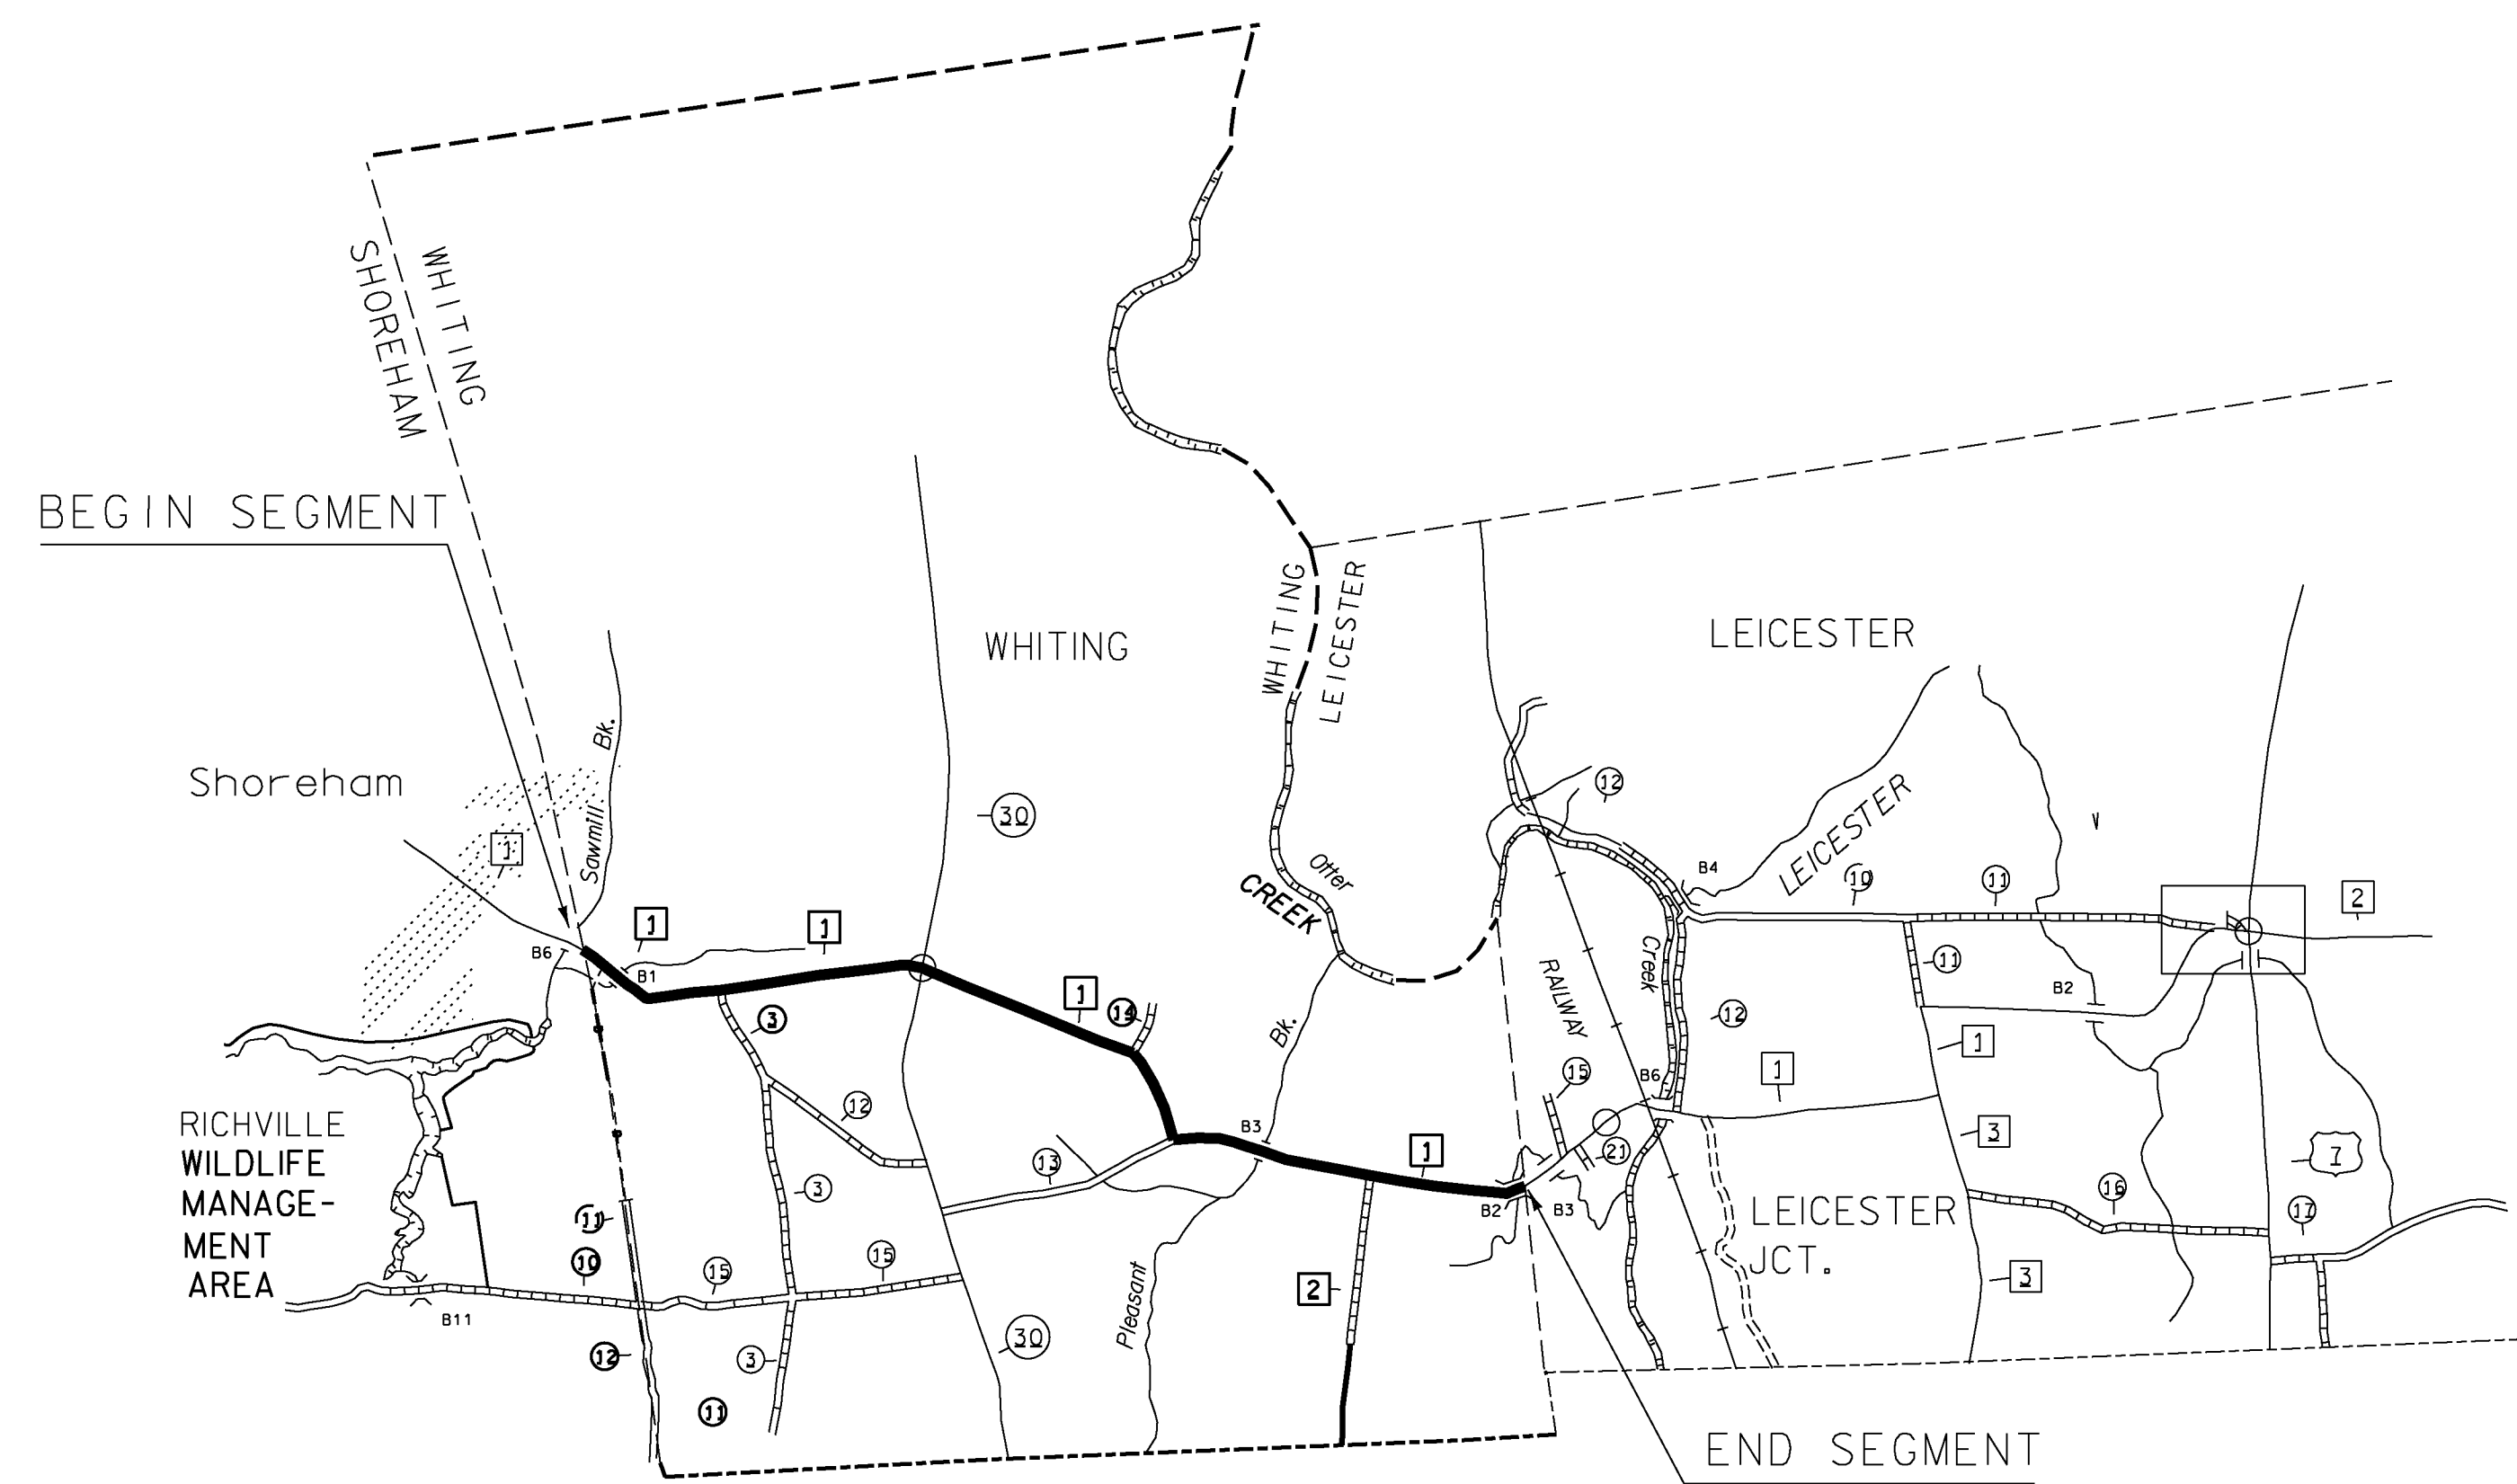 WHITING
SHOREHAM
BEGIN SEGMENT
WHITING
LEICESTER
WHITING
LEICESTER
Shoreham
Sawmill Bk.
1
30
12
B4
LEICESTER
10
11
2
Otter
CREEK
B6
1
B1
1
1
14
3
Creek
RAILWAY
12
11
B2
1
1
B6
15
Bk.
B3
12
13
3
1
21
3
7
RICHVILLE
WILDLIFE
MANAGE-
MENT
AREA
11
10
15
15
B2
B3
LEICESTER
JCT.
16
17
3
B11
12
3
11
30
Pleasant
2
END SEGMENT